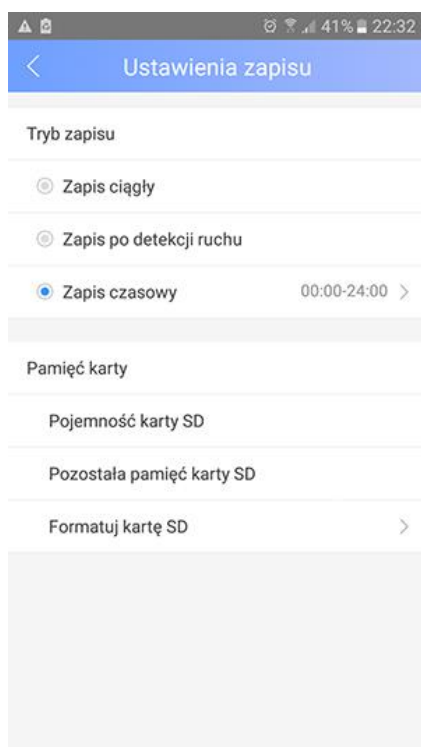 41% 22:32
Ustawienia zapisu
Tryb zapisu
Zapis ciągły
Zapis po detekcji ruchu
Zapis czasowy 00:00-24:00
Pamięć karty
Pojemność karty SD
Pozostała pamięć karty SD
Formatuj kartę SD